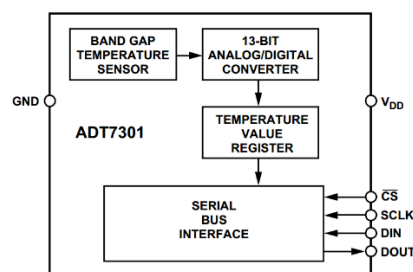 BAND GAP
TEMPERATURE
SENSOR
13-BIT
ANALOG/DIGITAL
CONVERTER
GND
VDD
ADT7301
TEMPERATURE
VALUE
REGISTER
SERIAL
BUS
INTERFACE
CS
SCLK
DIN
DOUT